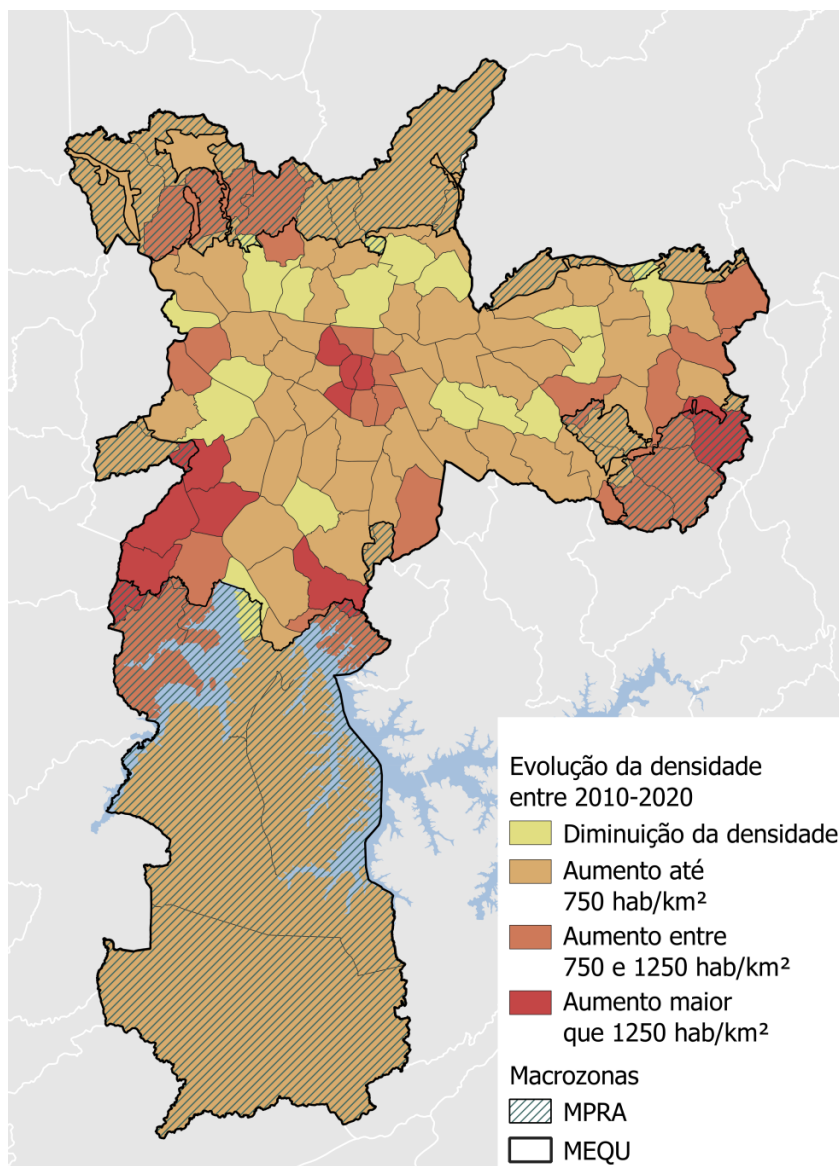 Evolução da densidade
entre 2010-2020
Diminuição da densidade
Aumento até
750 hab/km²
Aumento entre
750 e 1250 hab/km²
Aumento maior
que 1250 hab/km²
Macrozonas
MPRA
MEQU